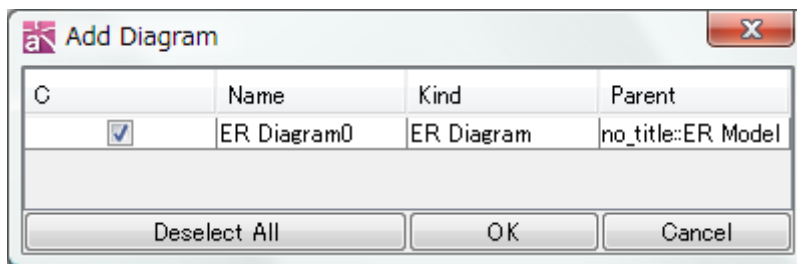 Add Diagram
C Name Kind Parent
ER Diagram0 ER Diagram no_title::ER Model
Deselect All OK Cancel